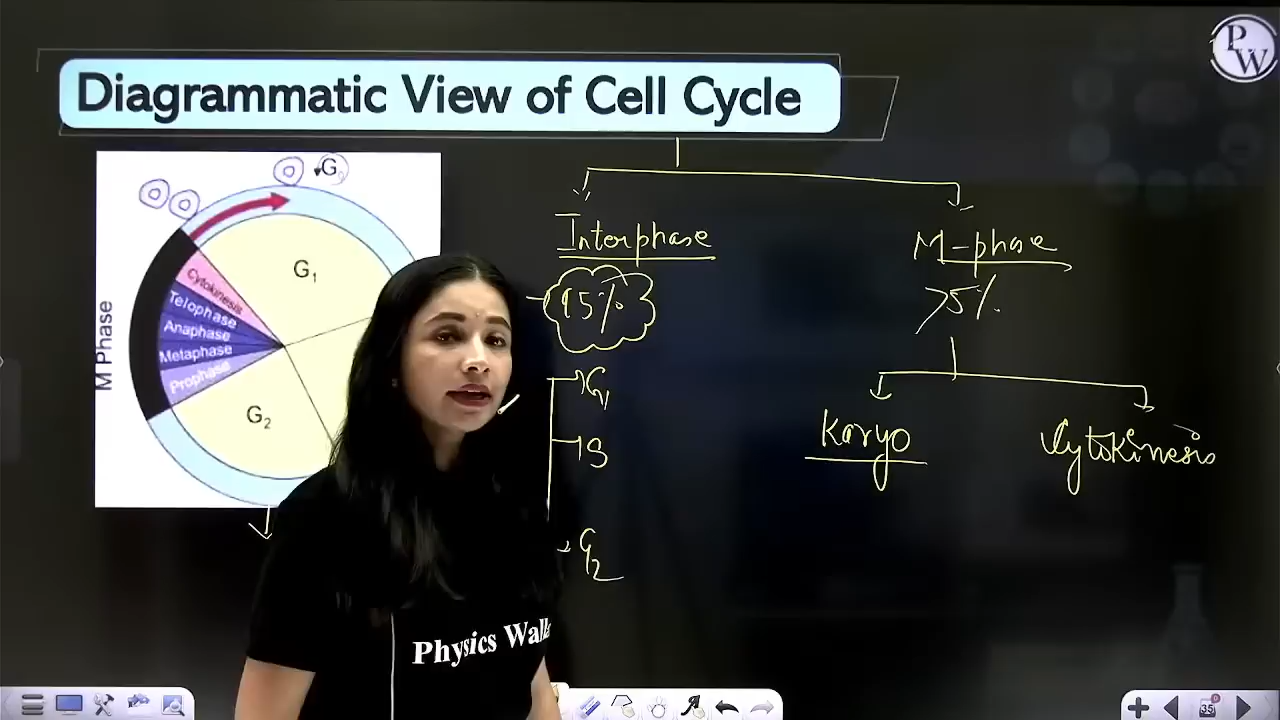 PW
Diagrammatic View of Cell Cycle
G0
Interphase
M-phase
95%
>5%
G1
S
G2
Karyo
Cytokinesis
M Phase
G1
Cytokinesis
Telophase
Anaphase
Metaphase
Prophase
G2
Physics Walla
35